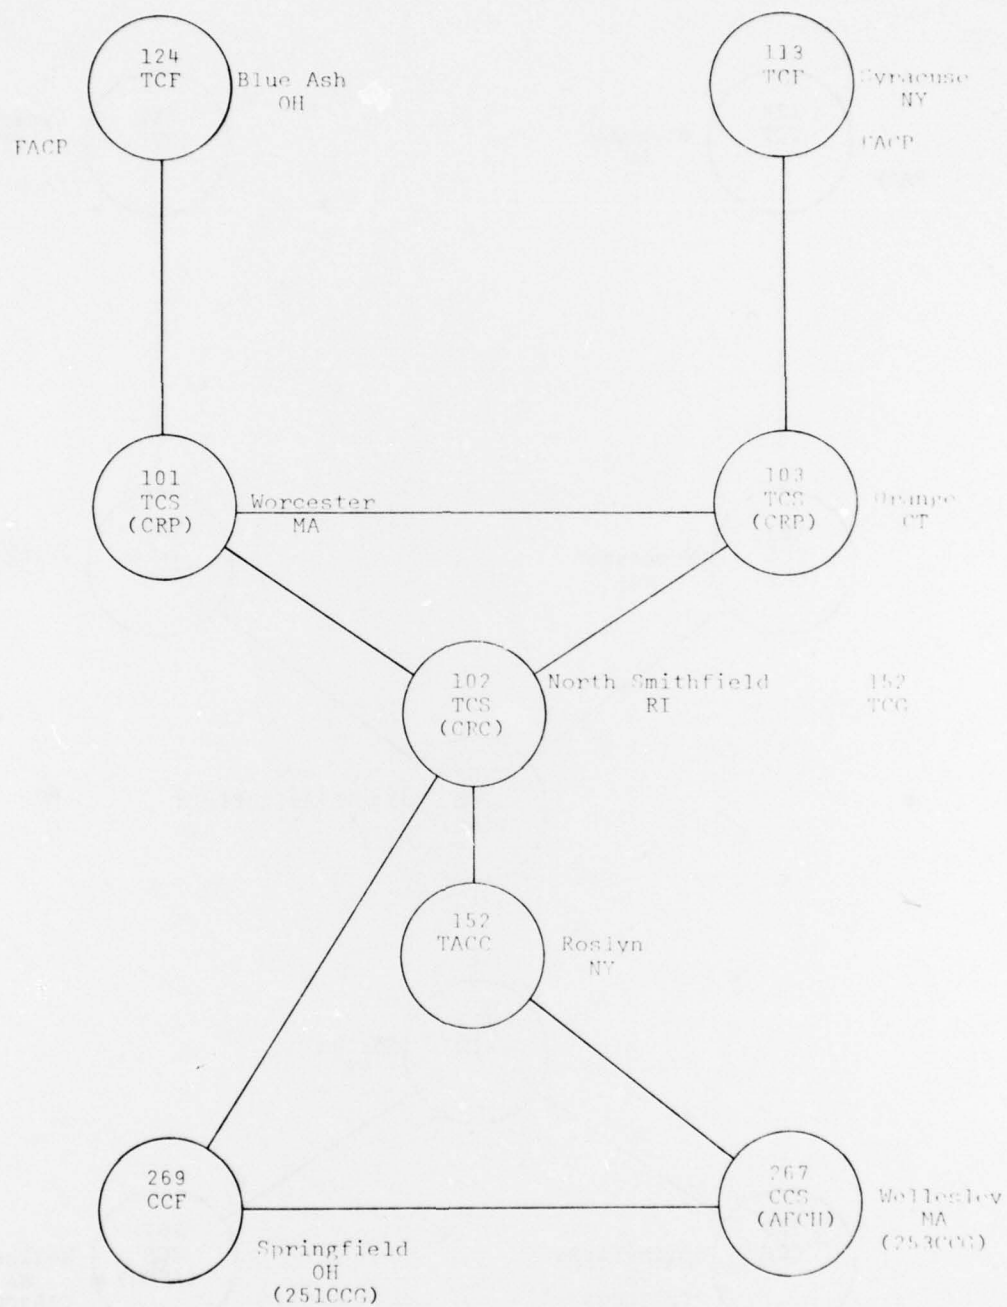 124
TCF
Blue Ash
OH
FACP
113
TCF
Syracuse
NY
FACP
101
TCS
(CRP)
Worcester
MA
103
TCS
(CRP)
Orange
CT
102
TCS
(CRC)
North Smithfield
RI
152
TCG
152
TACC
Roslyn
NY
269
CCF
Springfield
OH
(251CCG)
267
CCS
(AFCH)
Wellesley
MA
(253CCG)